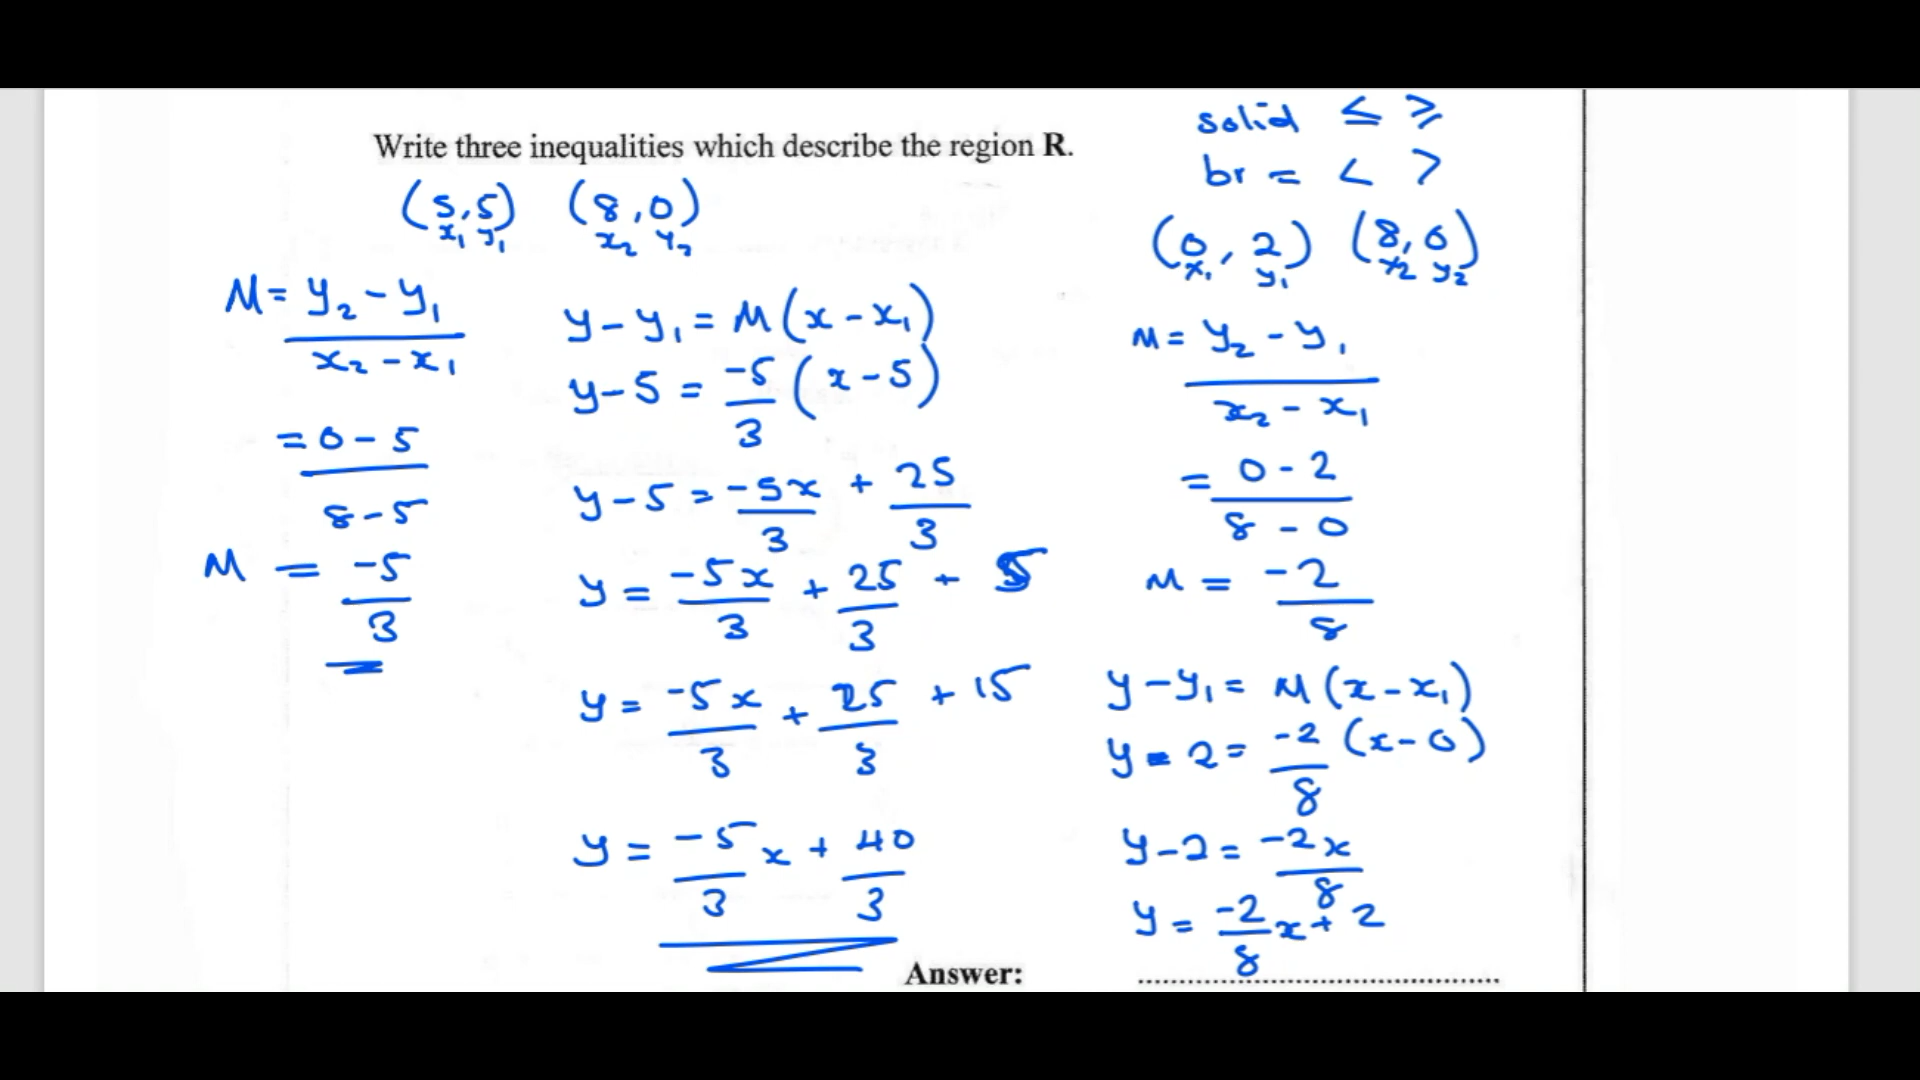 Write three inequalities which describe the region R.
solid ≤ ≥
br = < >
(5,5) (8,0)
x₁ y₁ x₂ y₂
M = y₂ - y₁
x₂ - x₁
= 0 - 5
8 - 5
M = -5
3
y - y₁ = M(x - x₁)
y - 5 = -5/3 (x - 5)
y - 5 = -5x/3 + 25/3
y = -5x/3 + 25/3 + 5
y = -5x/3 + 25/3 + 15
y = -5/3 x + 40/3
(0, 2) (8, 0)
x₁ y₁ x₂ y₂
M = y₂ - y₁
x₂ - x₁
= 0 - 2
8 - 0
M = -2
8
y - y₁ = M(x - x₁)
y - 2 = -2/8 (x - 0)
y - 2 = -2x/8
y = -2/8 x + 2
Answer: ........................................